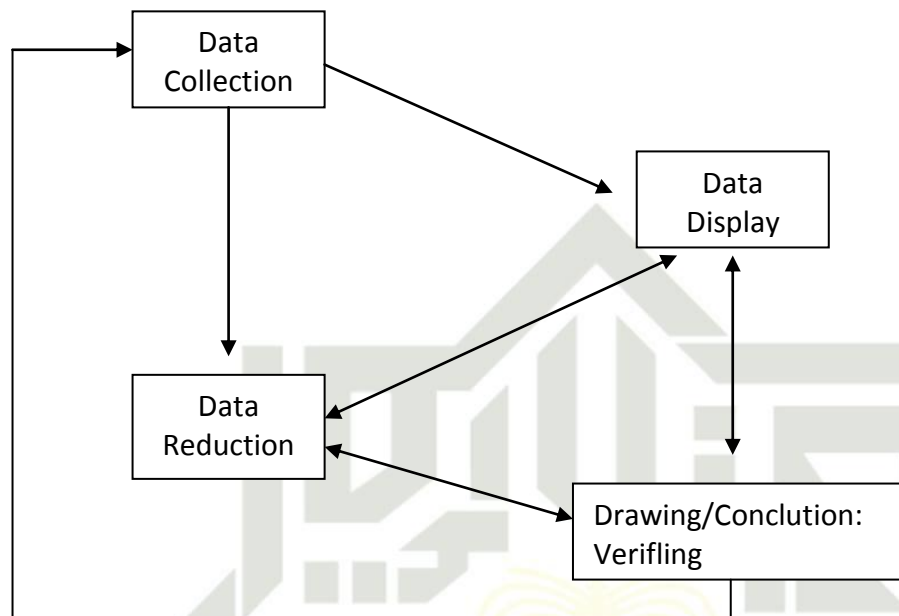 Data
Collection
Data
Display
Data
Reduction
Drawing/Conclution:
Verifling